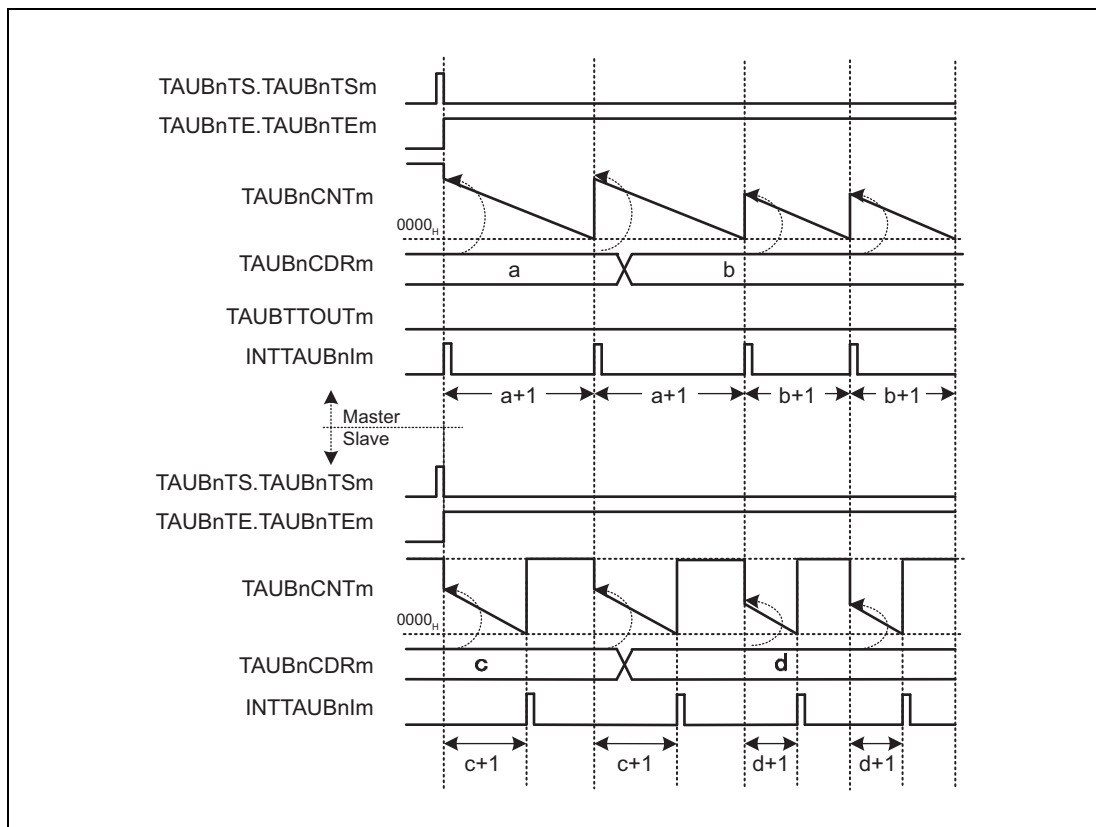 TAUBnTS.TAUBnTSm
TAUBnTE.TAUBnTEm
TAUBnCNTm
0000H
TAUBnCDRm
a
b
TAUBTTOUTm
INTTAUBnIm
a+1
a+1
b+1
b+1
Master
Slave
TAUBnTS.TAUBnTSm
TAUBnTE.TAUBnTEm
TAUBnCNTm
0000H
TAUBnCDRm
c
d
INTTAUBnIm
c+1
c+1
d+1
d+1